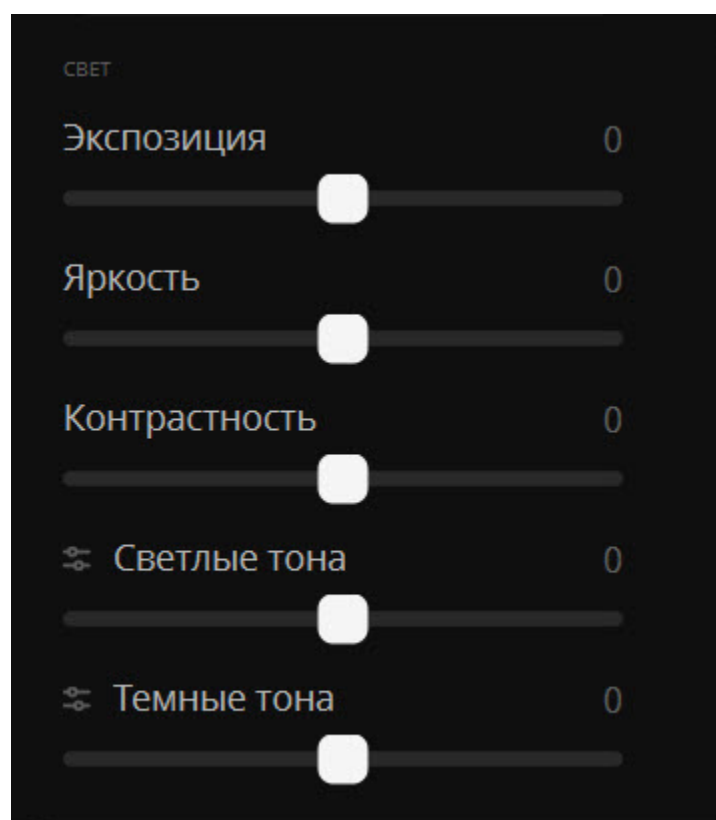 СВЕТ
Экспозиция 0
Яркость 0
Контрастность 0
Светлые тона 0
Темные тона 0